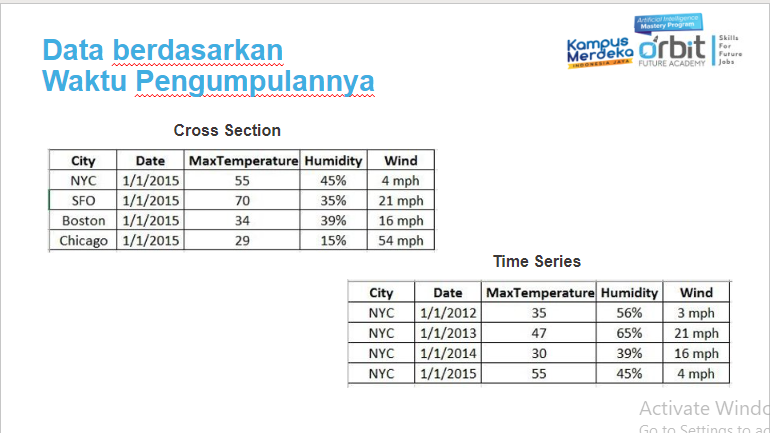 Data berdasarkan
Waktu Pengumpulannya
Artificial Intelligence
Mastery Program
Kampus
Merdeka
INDONESIA JAYA
orbit
FUTURE ACADEMY
Skills
For
Future
Jobs
Cross Section
City Date MaxTemperature Humidity Wind
NYC 1/1/2015 55 45% 4 mph
SFO 1/1/2015 70 35% 21 mph
Boston 1/1/2015 34 39% 16 mph
Chicago 1/1/2015 29 15% 54 mph
Time Series
City Date MaxTemperature Humidity Wind
NYC 1/1/2012 35 56% 3 mph
NYC 1/1/2013 47 65% 21 mph
NYC 1/1/2014 30 39% 16 mph
NYC 1/1/2015 55 45% 4 mph
Activate Windo
Go to Settings to ac